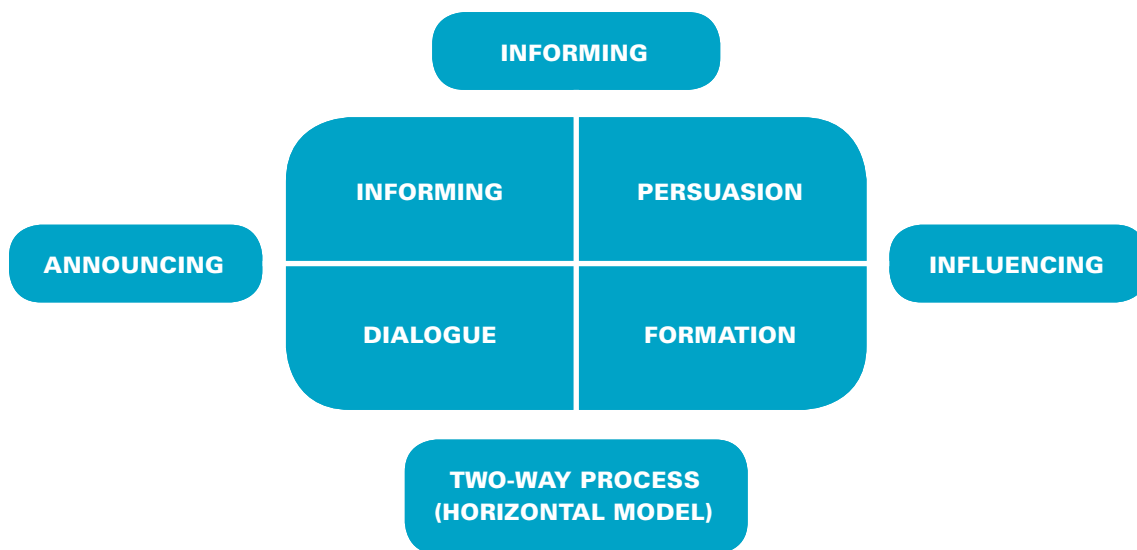 INFORMING
INFORMING
PERSUASION
ANNOUNCING
INFLUENCING
DIALOGUE
FORMATION
TWO-WAY PROCESS
(HORIZONTAL MODEL)